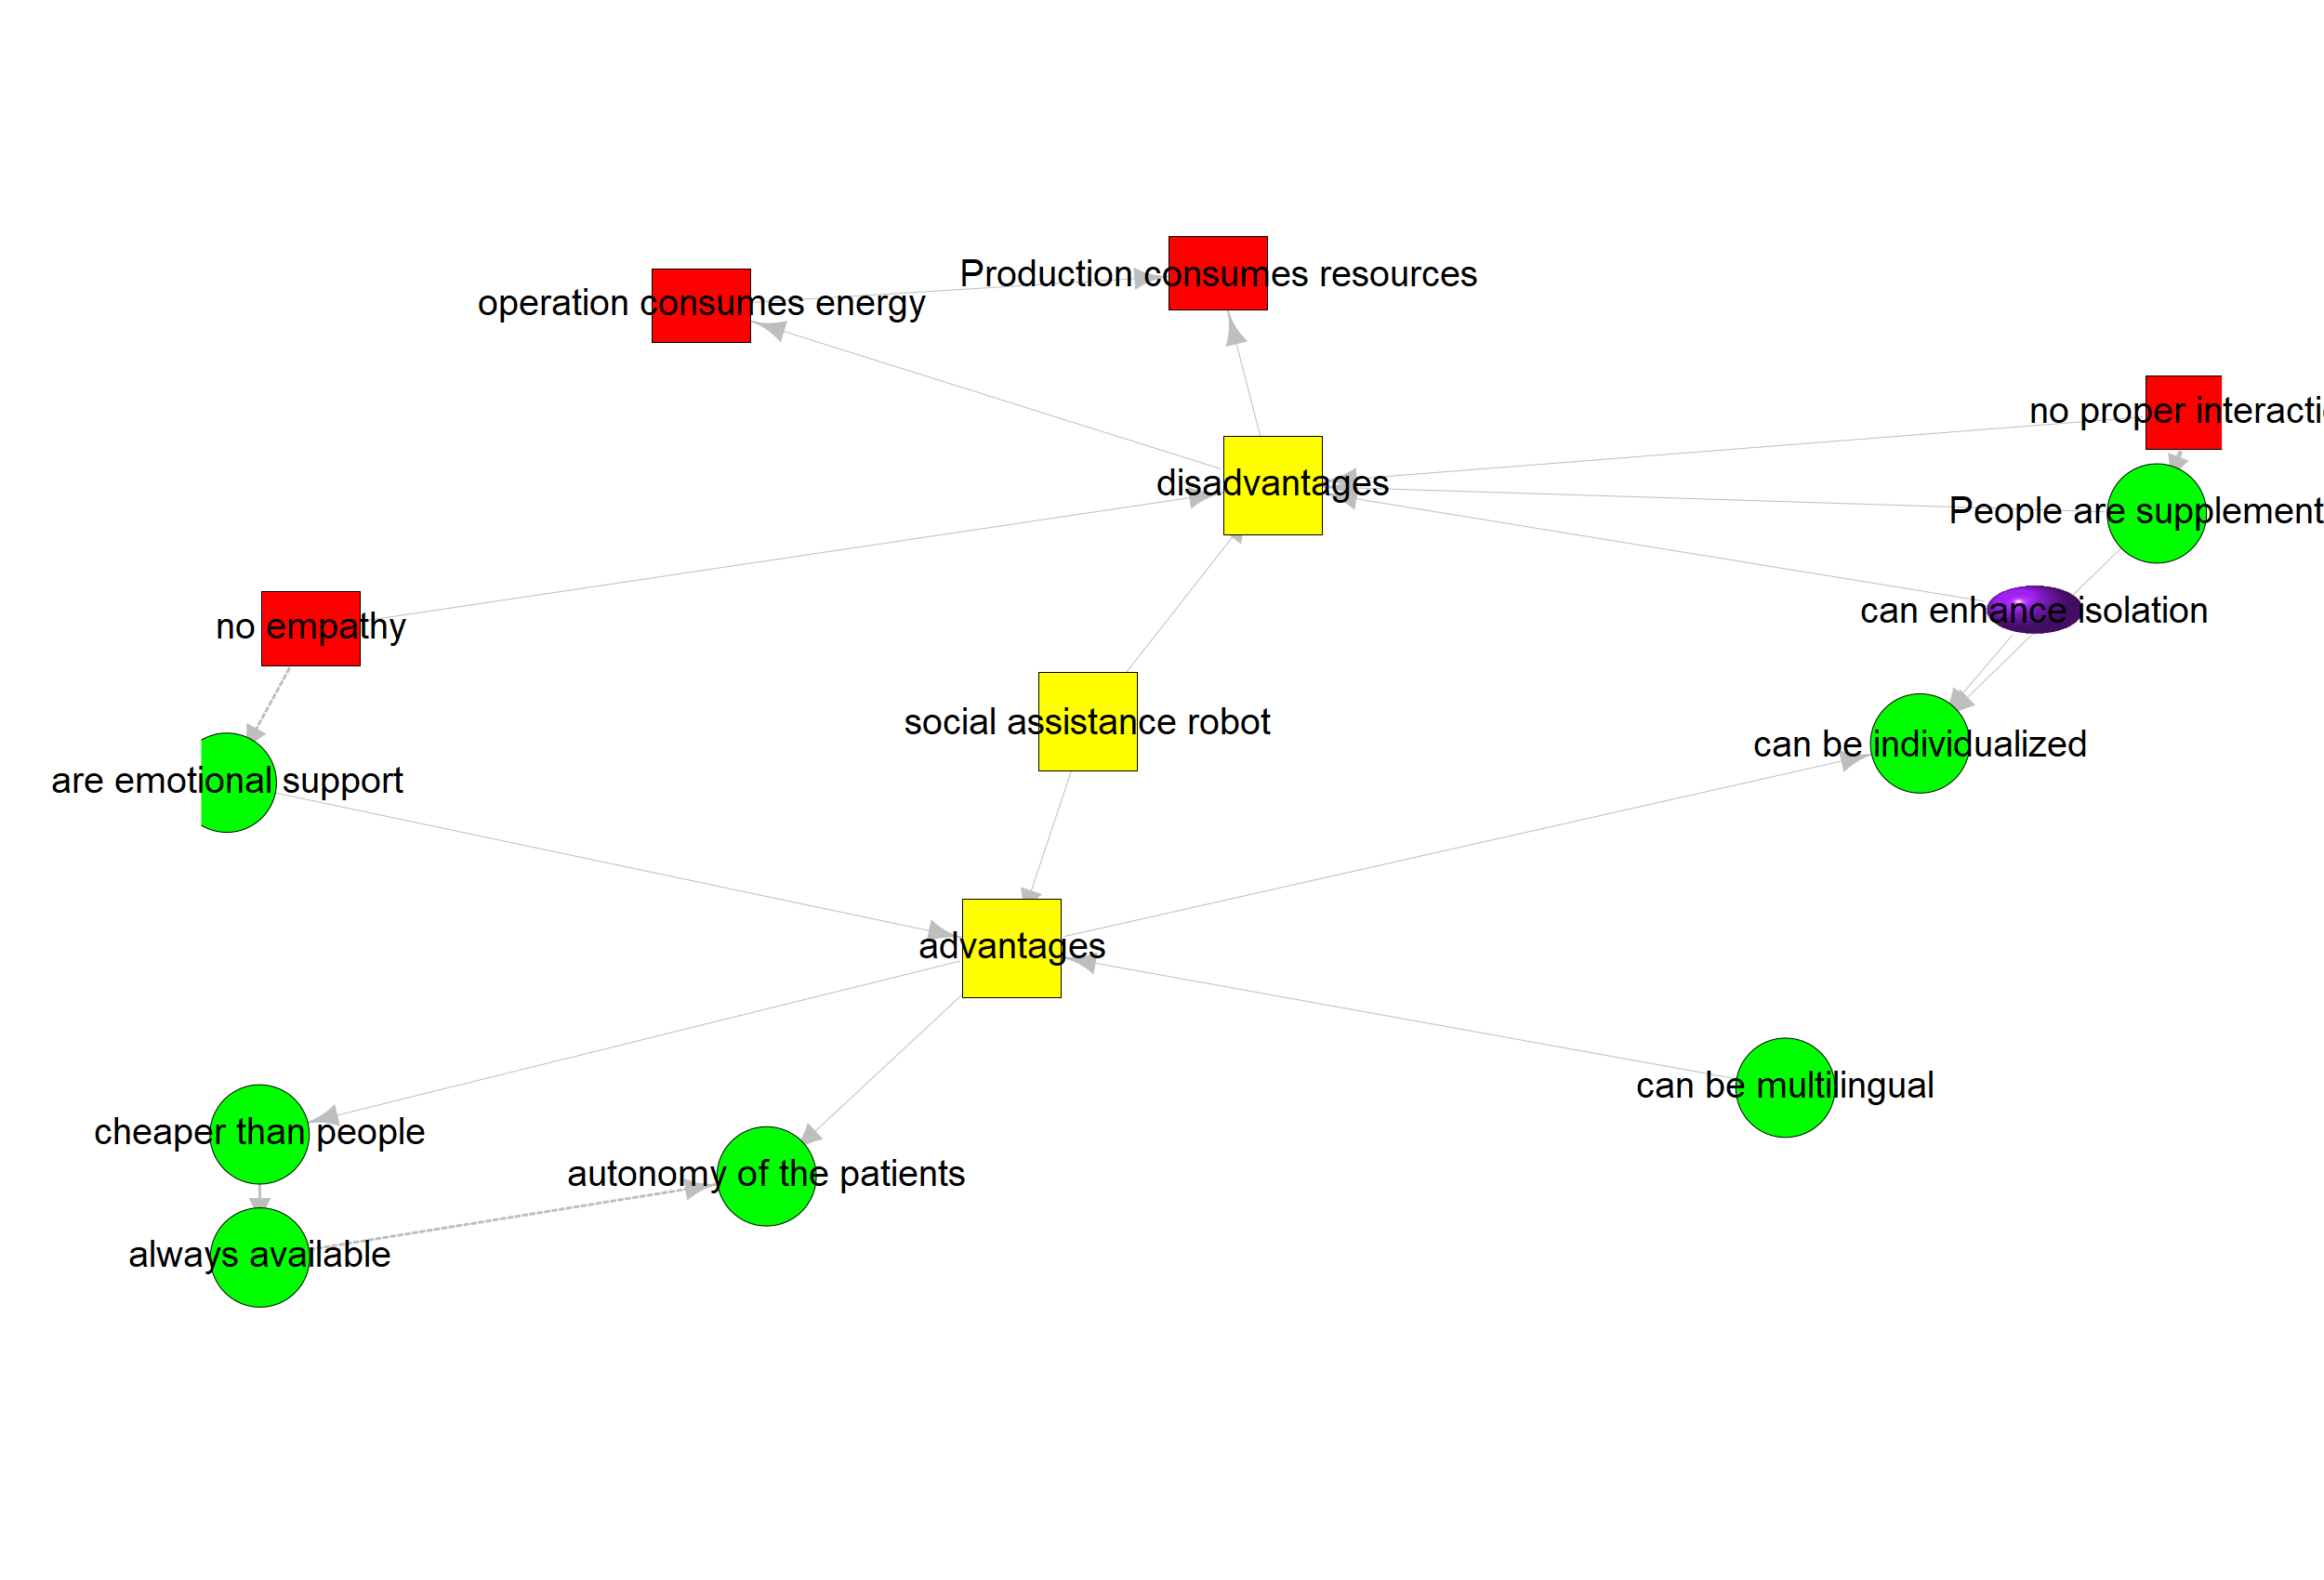 Production consumes resources
operation consumes energy
no proper interacti
disadvantages
People are supplement
can enhance isolation
no empathy
social assistance robot
can be individualized
are emotional support
advantages
can be multilingual
cheaper than people
autonomy of the patients
always available